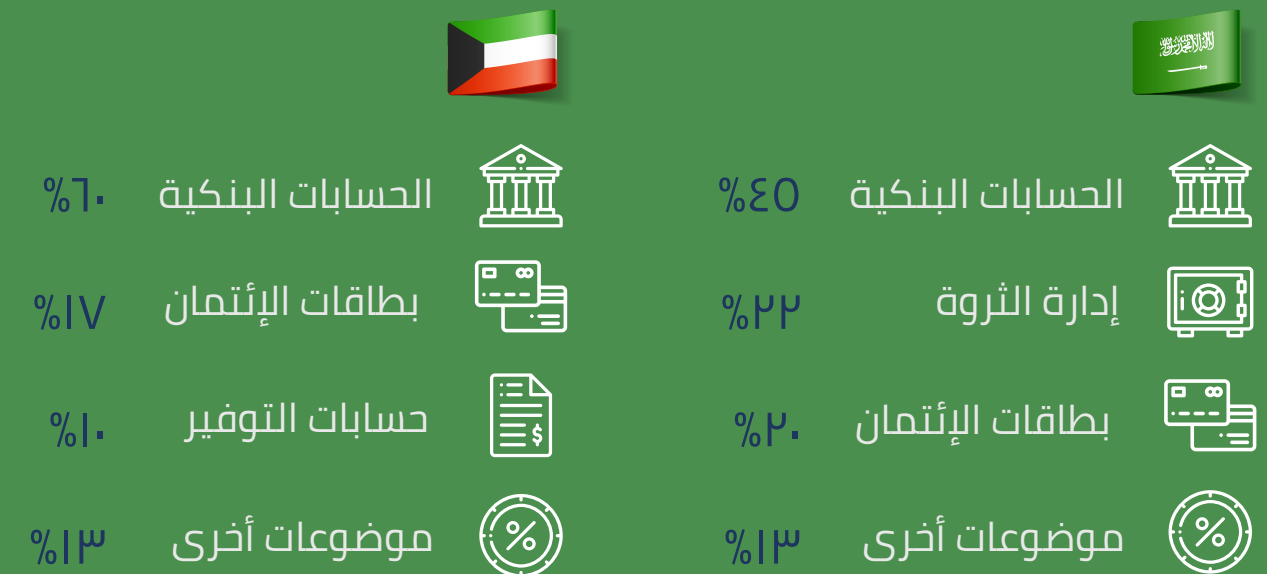 الحسابات البنكية %٤٥
إدارة الثروة %٢٢
بطاقات الإئتمان %٢٠
موضوعات أخرى %١٣
الحسابات البنكية %٦٠
بطاقات الإئتمان %١٧
حسابات التوفير %١٠
موضوعات أخرى %١٣